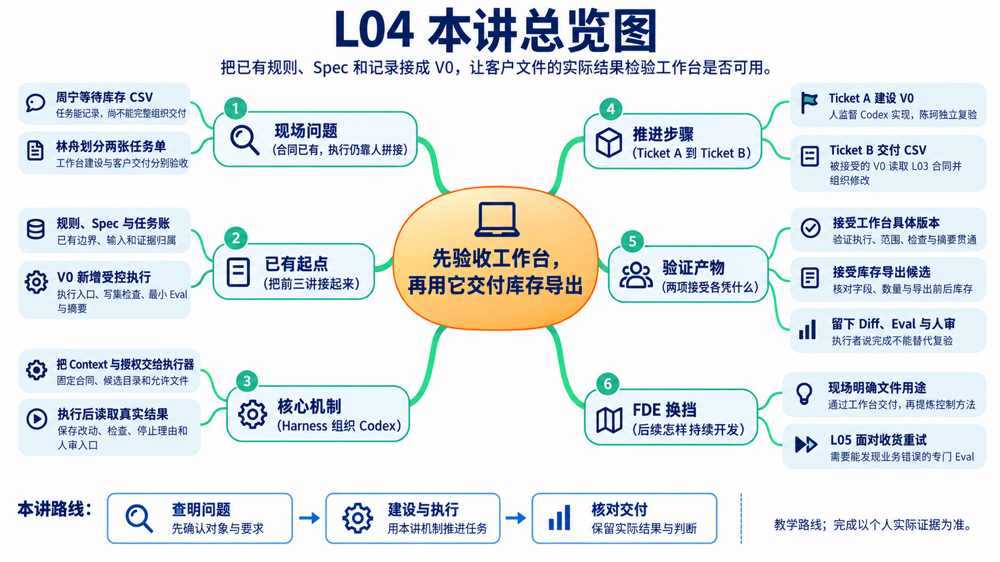 L04 本讲总览图
把已有规则、Spec 和记录接成 V0，让客户文件的实际结果检验工作台是否可用。
1
现场问题
（合同已有，执行仍靠人拼接）
周宁等待库存 CSV
任务能记录，尚不能完整组织交付
林舟划分两张任务单
工作台建设与客户交付分别验收
2
已有起点
（把前三讲接起来）
规则、Spec 与任务账
已有边界、输入和证据归属
V0 新增受控执行
执行入口、写集检查、最小 Eval
与摘要
3
核心机制
（Harness 组织 Codex）
把 Context 与授权交给执行器
固定合同、候选目录和允许文件
执行后读取真实结果
保存改动、检查、停止理由和
人审入口
先验收工作台，
再用它交付库存导出
4
推进步骤
（Ticket A 到 Ticket B）
Ticket A 建设 V0
人监督 Codex 实现，陈珂独立复验
Ticket B 交付 CSV
被接受的 V0 读取 L03 合同并
组织修改
5
验证产物
（两项接受各凭什么）
接受工作台具体版本
验证执行、范围、检查与摘要贯通
接受库存导出候选
核对字段、数量与导出前后库存
留下 Diff、Eval 与人审
执行者说完成不能替代复验
6
FDE 换挡
（后续怎样持续开发）
现场明确文件用途
通过工作台交付，再提炼控制方法
L05 面对收货重试
需要能发现业务错误的专门 Eval
本讲路线：
查明问题
先确认对象与要求
建设与执行
用本讲机制推进任务
核对交付
保留实际结果与判断
教学路线；完成以个人实际证据为准。